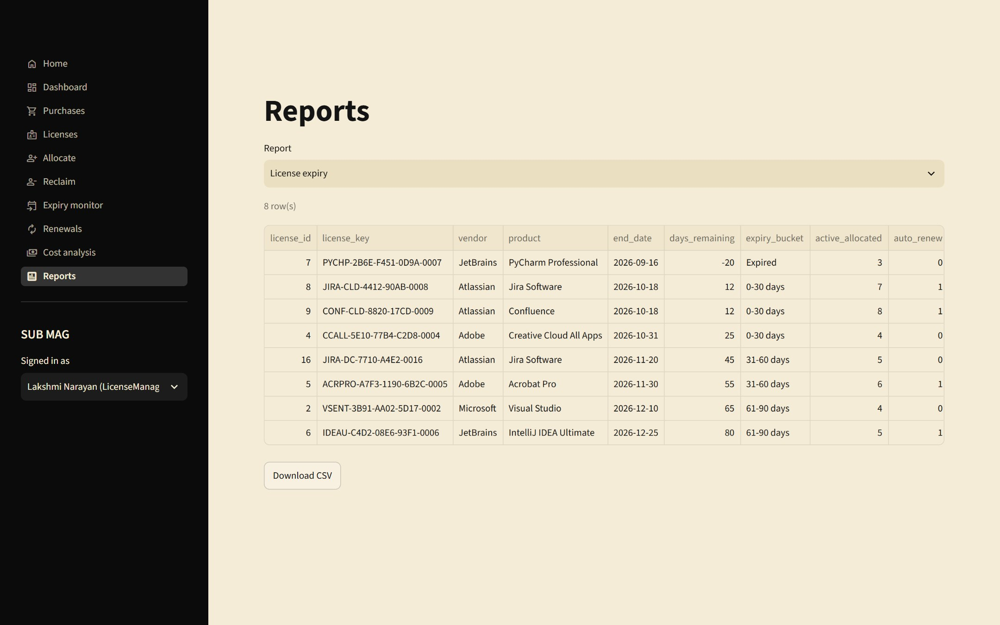 Home
Dashboard
Purchases
Licenses
Allocate
Reclaim
Expiry monitor
Renewals
Cost analysis
Reports
SUB MAG
Signed in as
Lakshmi Narayan (LicenseManag
Reports
Report
License expiry
8 row(s)
license_id license_key vendor product end_date days_remaining expiry_bucket active_allocated auto_renew
7 PYCHP-2B6E-F451-0D9A-0007 JetBrains PyCharm Professional 2026-09-16 -20 Expired 3 0
8 JIRA-CLD-4412-90AB-0008 Atlassian Jira Software 2026-10-18 12 0-30 days 7 1
9 CONF-CLD-8820-17CD-0009 Atlassian Confluence 2026-10-18 12 0-30 days 8 1
4 CCALL-5E10-77B4-C2D8-0004 Adobe Creative Cloud All Apps 2026-10-31 25 0-30 days 4 0
16 JIRA-DC-7710-A4E2-0016 Atlassian Jira Software 2026-11-20 45 31-60 days 5 0
5 ACRPRO-A7F3-1190-6B2C-0005 Adobe Acrobat Pro 2026-11-30 55 31-60 days 6 1
2 VSENT-3B91-AA02-5D17-0002 Microsoft Visual Studio 2026-12-10 65 61-90 days 4 0
6 IDEAU-C4D2-08E6-93F1-0006 JetBrains IntelliJ IDEA Ultimate 2026-12-25 80 61-90 days 5 1
Download CSV